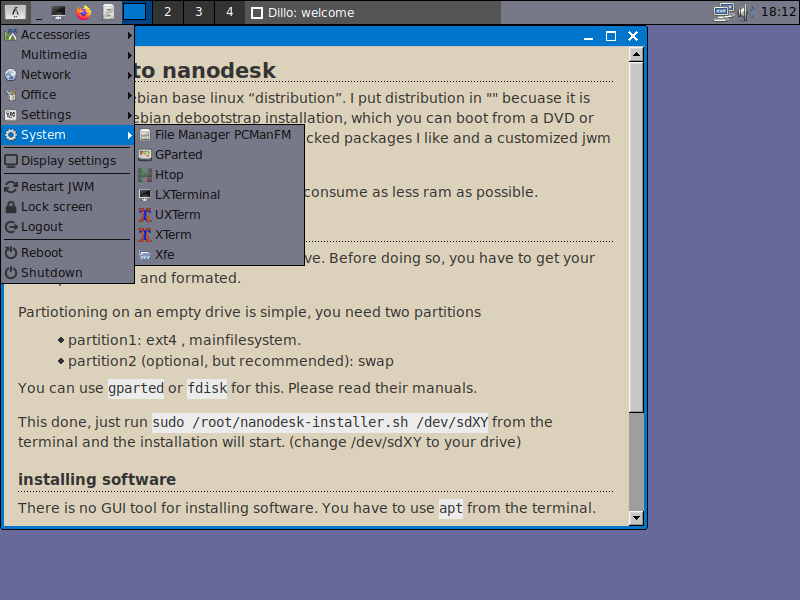 2 3 4 Dillo: welcome 18:12
Accessories
Multimedia
Network
Office
Settings
System
Display settings
Restart JWM
Lock screen
Logout
Reboot
Shutdown
File Manager PCManFM
GParted
Htop
LXTerminal
UXTerm
XTerm
Xfe
to nanodesk
bian base linux “distribution”. I put distribution in "" becuase it is
ebian debootstrap installation, which you can boot from a DVD or
cked packages I like and a customized jwm
consume as less ram as possible.
ve. Before doing so, you have to get your
and formated.
Partiotioning on an empty drive is simple, you need two partitions
partition1: ext4 , mainfilesystem.
partition2 (optional, but recommended): swap
You can use gparted or fdisk for this. Please read their manuals.
This done, just run sudo /root/nanodesk-installer.sh /dev/sdXY from the
terminal and the installation will start. (change /dev/sdXY to your drive)
installing software
There is no GUI tool for installing software. You have to use apt from the terminal.